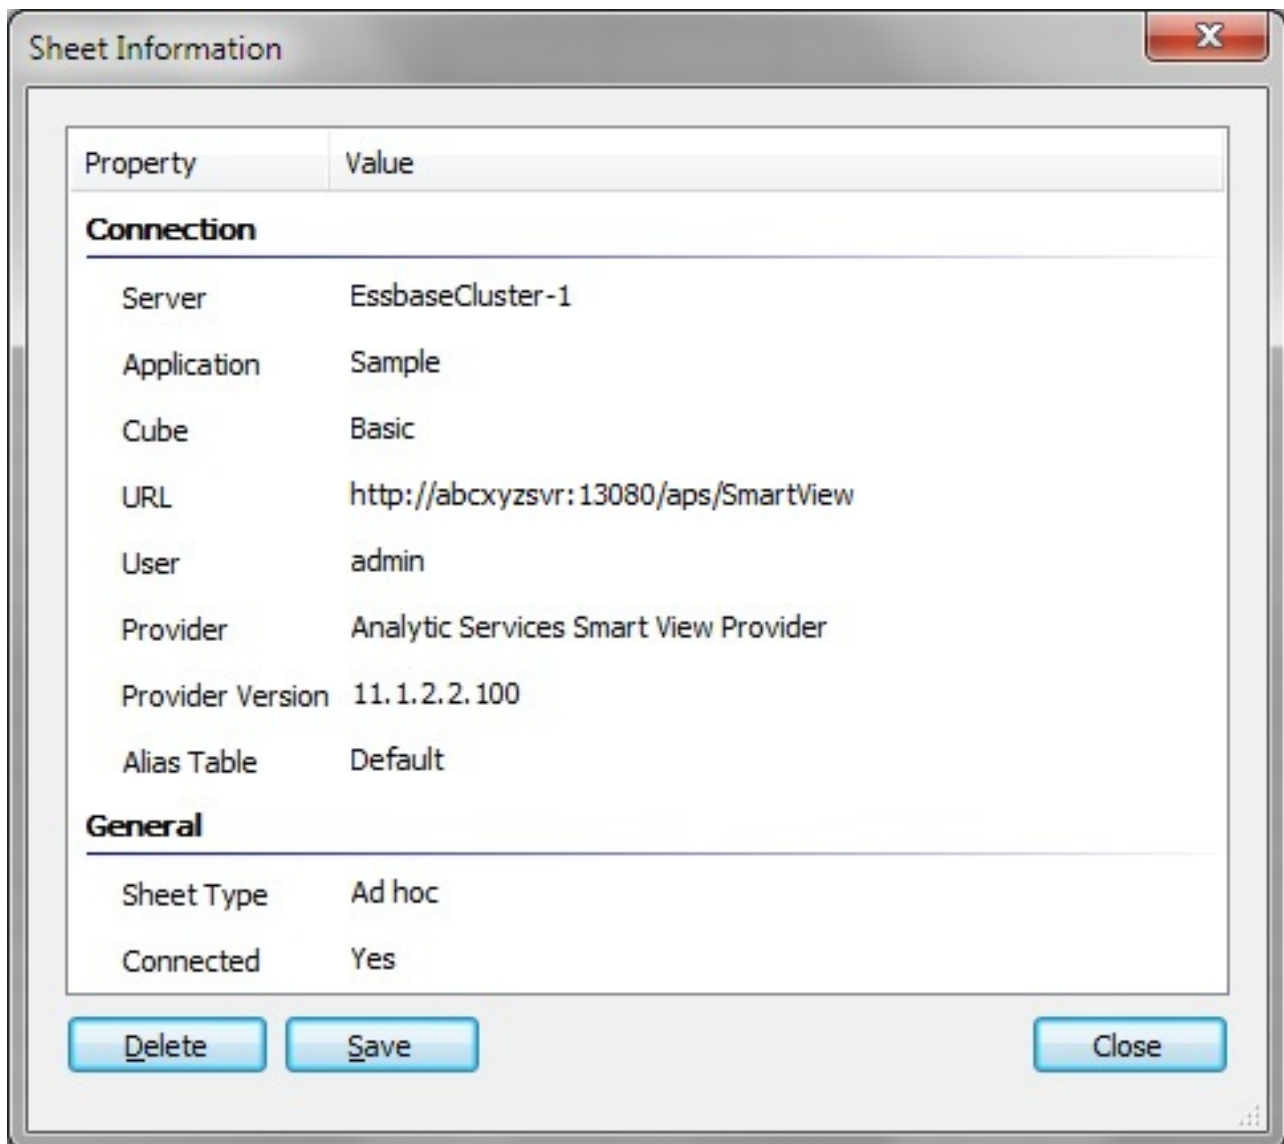 Sheet Information
X
Property Value
Connection
Server EssbaseCluster-1
Application Sample
Cube Basic
URL http://abcxyzsvr:13080/aps/SmartView
User admin
Provider Analytic Services Smart View Provider
Provider Version 11.1.2.2.100
Alias Table Default
General
Sheet Type Ad hoc
Connected Yes
Delete Save Close